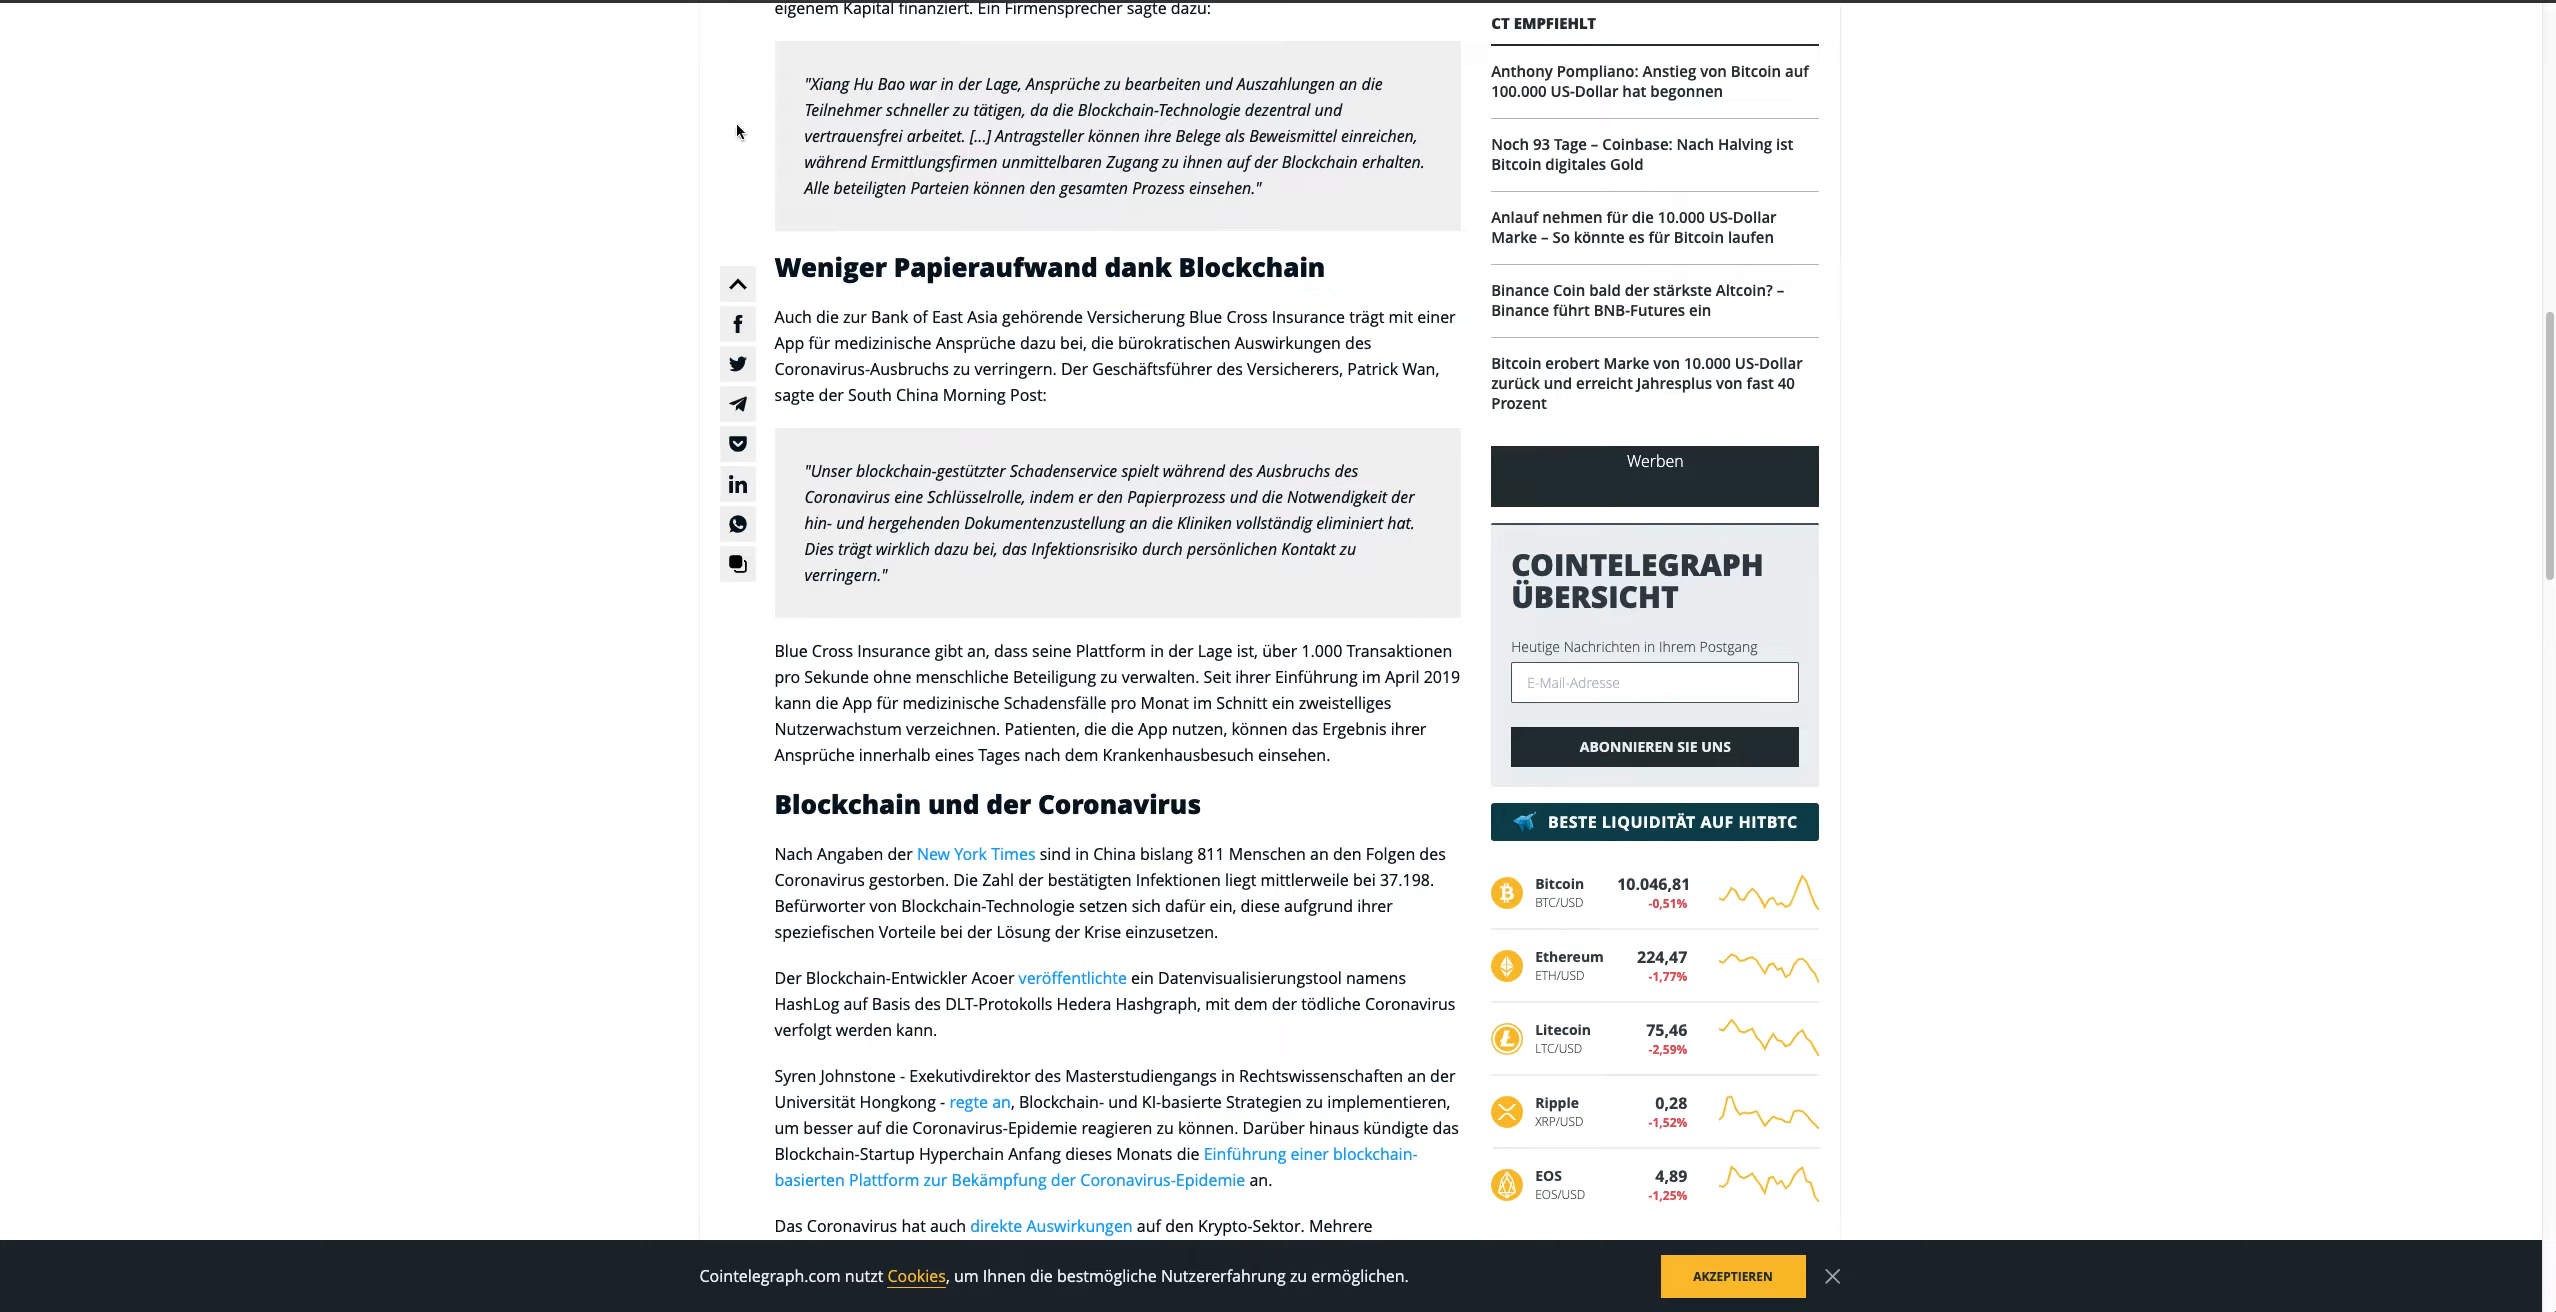 eigenem Kapital finanziert. Ein Firmensprecher sagte dazu:
"Xiang Hu Bao war in der Lage, Ansprüche zu bearbeiten und Auszahlungen an die
Teilnehmer schneller zu tätigen, da die Blockchain-Technologie dezentral und
vertrauensfrei arbeitet. [...] Antragsteller können ihre Belege als Beweismittel einreichen,
während Ermittlungsfirmen unmittelbaren Zugang zu ihnen auf der Blockchain erhalten.
Alle beteiligten Parteien können den gesamten Prozess einsehen."
Weniger Papieraufwand dank Blockchain
Auch die zur Bank of East Asia gehörende Versicherung Blue Cross Insurance trägt mit einer
App für medizinische Ansprüche dazu bei, die bürokratischen Auswirkungen des
Coronavirus-Ausbruchs zu verringern. Der Geschäftsführer des Versicherers, Patrick Wan,
sagte der South China Morning Post:
"Unser blockchain-gestützter Schadenservice spielt während des Ausbruchs des
Coronavirus eine Schlüsselrolle, indem er den Papierprozess und die Notwendigkeit der
hin- und hergehenden Dokumentenzustellung an die Kliniken vollständig eliminiert hat.
Dies trägt wirklich dazu bei, das Infektionsrisiko durch persönlichen Kontakt zu
verringern."
Blue Cross Insurance gibt an, dass seine Plattform in der Lage ist, über 1.000 Transaktionen
pro Sekunde ohne menschliche Beteiligung zu verwalten. Seit ihrer Einführung im April 2019
kann die App für medizinische Schadensfälle pro Monat im Schnitt ein zweistelliges
Nutzerwachstum verzeichnen. Patienten, die die App nutzen, können das Ergebnis ihrer
Ansprüche innerhalb eines Tages nach dem Krankenhausbesuch einsehen.
Blockchain und der Coronavirus
Nach Angaben der New York Times sind in China bislang 811 Menschen an den Folgen des
Coronavirus gestorben. Die Zahl der bestätigten Infektionen liegt mittlerweile bei 37.198.
Befürworter von Blockchain-Technologie setzen sich dafür ein, diese aufgrund ihrer
speziefischen Vorteile bei der Lösung der Krise einzusetzen.
Der Blockchain-Entwickler Acoer veröffentlichte ein Datenvisualisierungstool namens
HashLog auf Basis des DLT-Protokolls Hedera Hashgraph, mit dem der tödliche Coronavirus
verfolgt werden kann.
Syren Johnstone - Exekutivdirektor des Masterstudiengangs in Rechtswissenschaften an der
Universität Hongkong - regte an, Blockchain- und KI-basierte Strategien zu implementieren,
um besser auf die Coronavirus-Epidemie reagieren zu können. Darüber hinaus kündigte das
Blockchain-Startup Hyperchain Anfang dieses Monats die Einführung einer blockchain-
basierten Plattform zur Bekämpfung der Coronavirus-Epidemie an.
Das Coronavirus hat auch direkte Auswirkungen auf den Krypto-Sektor. Mehrere
CT EMPFIEHLT
Anthony Pompliano: Anstieg von Bitcoin auf
100.000 US-Dollar hat begonnen
Noch 93 Tage – Coinbase: Nach Halving ist
Bitcoin digitales Gold
Anlauf nehmen für die 10.000 US-Dollar
Marke – So könnte es für Bitcoin laufen
Binance Coin bald der stärkste Altcoin? –
Binance führt BNB-Futures ein
Bitcoin erobert Marke von 10.000 US-Dollar
zurück und erreicht Jahresplus von fast 40
Prozent
Werben
COINTELEGRAPH
ÜBERSICHT
Heutige Nachrichten in Ihrem Postgang
E-Mail-Adresse
ABONNIEREN SIE UNS
BESTE LIQUIDITÄT AUF HITBTC
Bitcoin 10.046,81
BTC/USD -0,51%
Ethereum 224,47
ETH/USD -1,77%
Litecoin 75,46
LTC/USD -2,59%
Ripple 0,28
XRP/USD -1,52%
EOS 4,89
EOS/USD -1,25%
Cointelegraph.com nutzt Cookies, um Ihnen die bestmögliche Nutzererfahrung zu ermöglichen.
AKZEPTIEREN